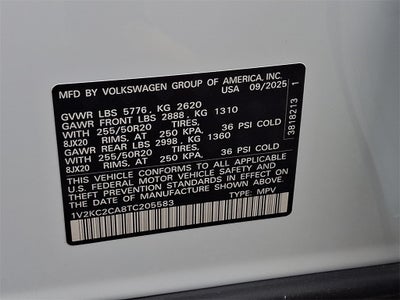 MFD. BY VOLKSWAGEN GROUP OF AMERICA, INC.
USA 09/2025
GVWR LBS 5776, KG 2620
GAWR FRONT LBS 2888, KG 1310
8JX20 255/50R20 TIRES,
RIMS, AT 250 KPA. 36 PSI COLD
GAWR REAR LBS 2998, KG 1360
8JX20 255/50R20 TIRES,
RIMS, AT 250 KPA. 36 PSI COLD
THIS VEHICLE CONFORMS TO ALL APPLICABLE
U.S. FEDERAL MOTOR VEHICLE SAFETY AND
THEFT PREVENTION STANDARDS IN EFFECT ON
THE DATE OF MANUFACTURE SHOWN ABOVE.
1V2KC2CA8TC205583 TYPE: MPV
3818213 1